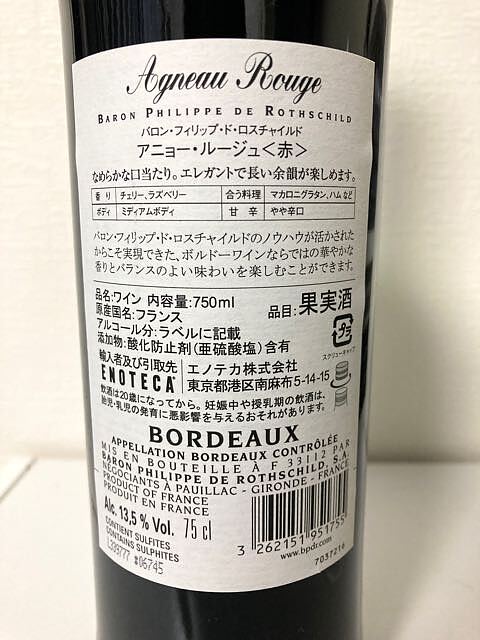 Agneau Rouge
BARON PHILIPPE DE ROTHSCHILD
バロン・フィリップ・ド・ロスチャイルド
アニョー・ルージュ＜赤＞
なめらかな口当たり。エレガントで長い余韻が楽しめます。
香り チェリー、ラズベリー 合う料理 マカロニグラタン、ハム など
ボディ ミディアムボディ 甘辛 やや辛口
バロン・フィリップ・ド・ロスチャイルドのノウハウが活かされた
からこそ実現できた、ボルドーワインならではの華やかな
香りとバランスのよい味わいを楽しむことができます。
品名:ワイン 内容量:750ml
原産国名:フランス
アルコール分:ラベルに記載
添加物:酸化防止剤(亜硫酸塩)含有
品目:果実酒
プラ
スクリューキャップ
輸入者及び引取先 エノテカ株式会社
ENOTECA 東京都港区南麻布5-14-15
飲酒は20歳になってから。妊娠中や授乳期の飲酒は、
胎児・乳児の発育に悪影響を与えるおそれがあります。
BORDEAUX
APPELLATION BORDEAUX CONTRÔLÉE
MIS EN BOUTEILLE À F 33112 PAR
BARON PHILIPPE DE ROTHSCHILD, S.A.
NÉGOCIANTS À PAUILLAC - GIRONDE - FRANCE
PRODUCT OF FRANCE
PRODUIT EN FRANCE
Alc. 13,5 % Vol. 75 cl
CONTIENT SULFITES
CONTAINS SULPHITES
#06745
3 262151 951755
www.bpdr.com
7037216